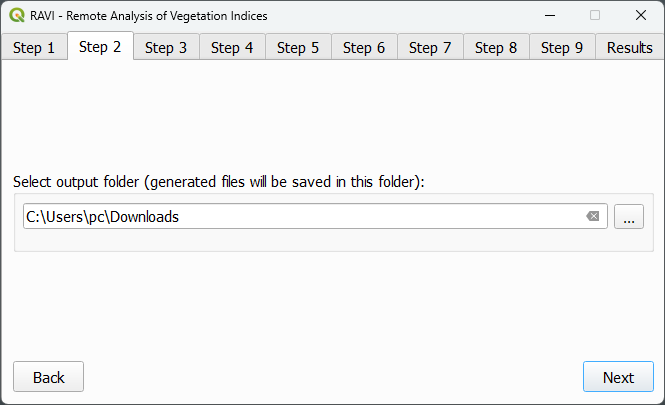 RAVI - Remote Analysis of Vegetation Indices
Step 1 Step 2 Step 3 Step 4 Step 5 Step 6 Step 7 Step 8 Step 9 Results
Select output folder (generated files will be saved in this folder):
C:\Users\pc\Downloads ...
Back Next